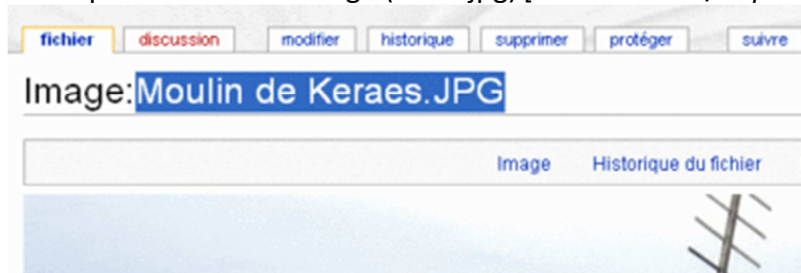 fichier discussion modifier historique supprimer protéger suivre
Image:Moulin de Keraes.JPG
Image Historique du fichier